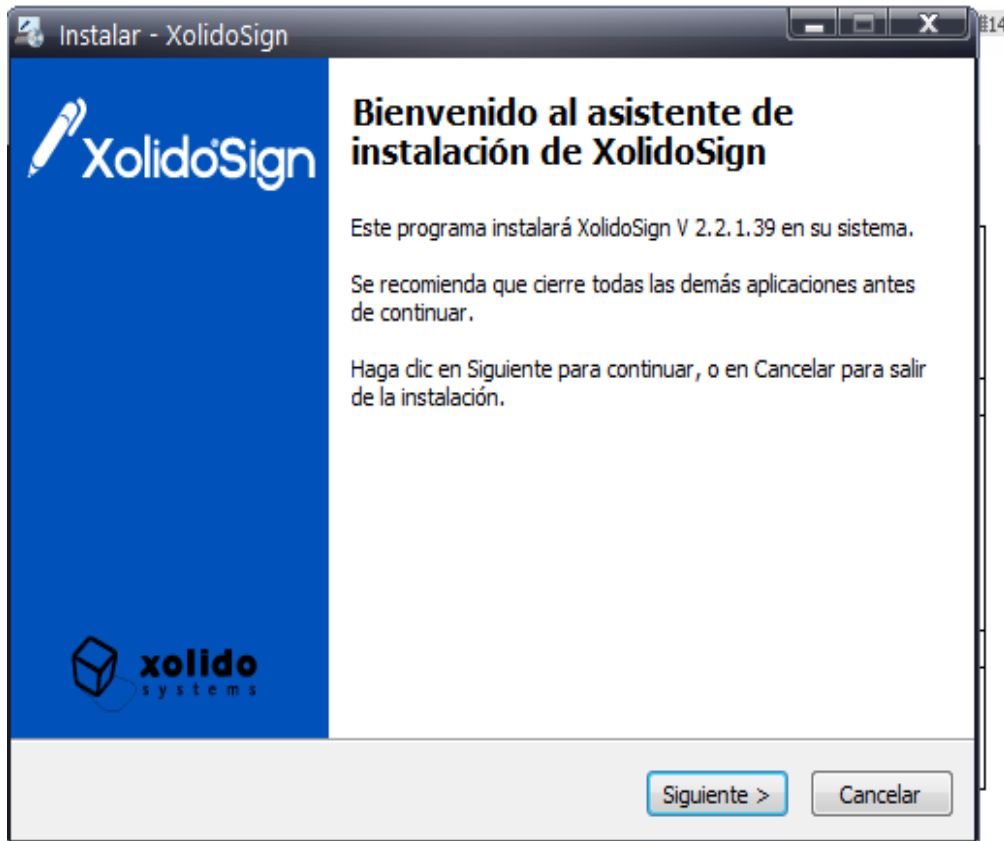 Instalar - XolidoSign
XolidoSign
Bienvenido al asistente de
instalación de XolidoSign
Este programa instalará XolidoSign V 2.2.1.39 en su sistema.
Se recomienda que cierre todas las demás aplicaciones antes
de continuar.
Haga clic en Siguiente para continuar, o en Cancelar para salir
de la instalación.
xolido
systems
Siguiente >
Cancelar
14